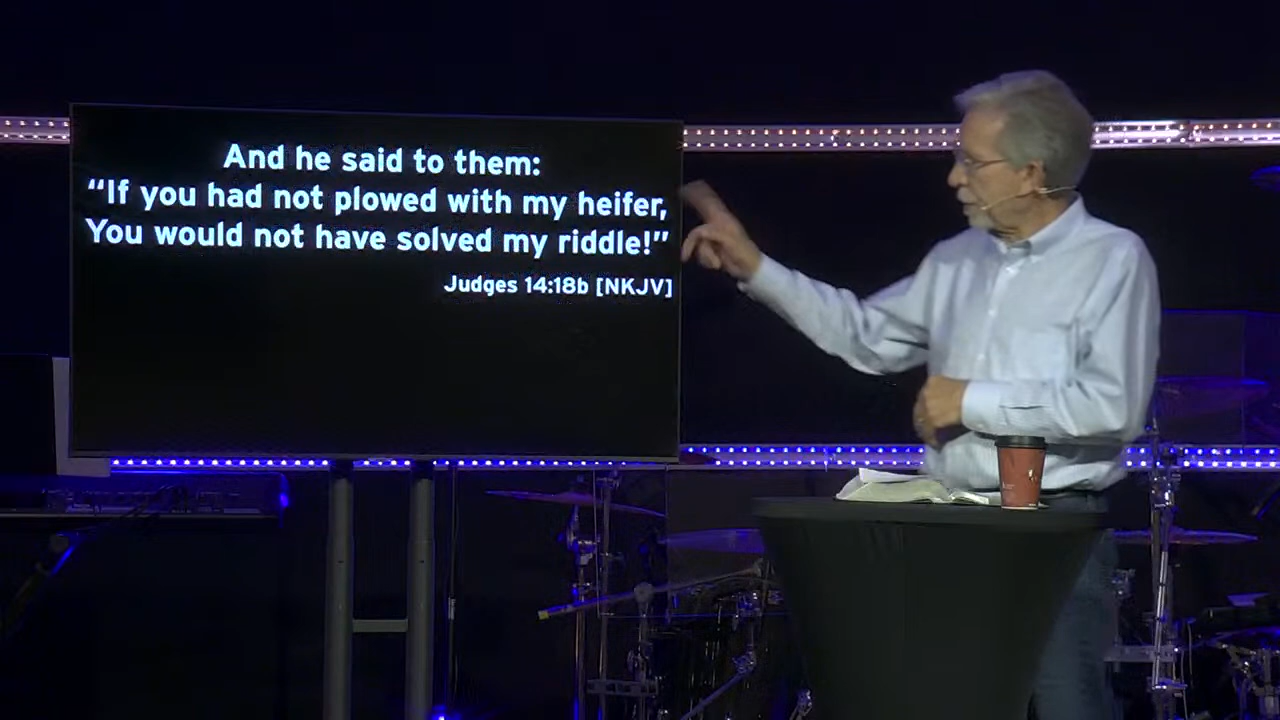 And he said to them:
“If you had not plowed with my heifer,
You would not have solved my riddle!”
Judges 14:18b [NKJV]